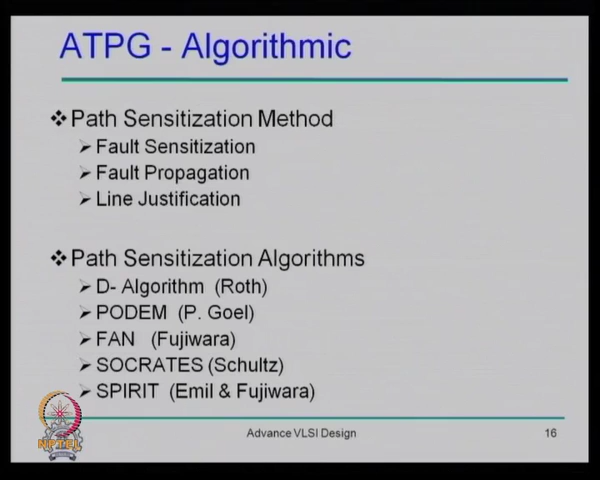 ATPG - Algorithmic
Path Sensitization Method
Fault Sensitization
Fault Propagation
Line Justification
Path Sensitization Algorithms
D- Algorithm (Roth)
PODEM (P. Goel)
FAN (Fujiwara)
SOCRATES (Schultz)
SPIRIT (Emil & Fujiwara)
NPTEL
Advance VLSI Design
16